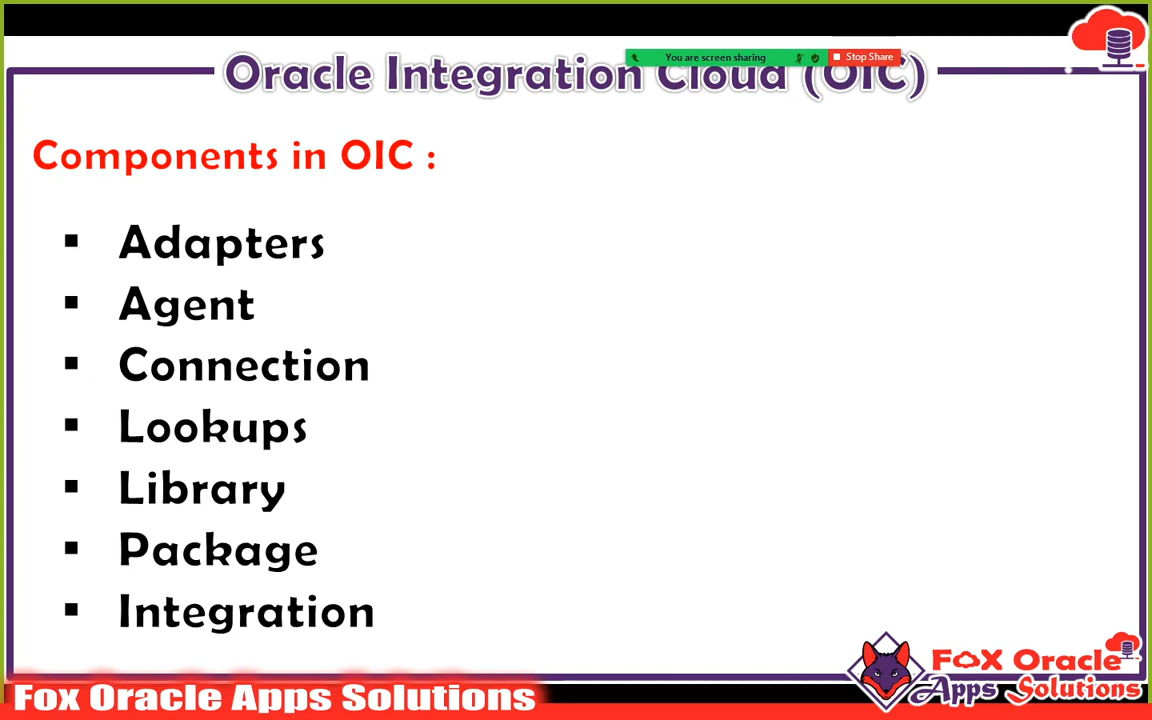 You are screen sharing
Stop Share
Oracle Integration Cloud (OIC)
Components in OIC :
▪ Adapters
▪ Agent
▪ Connection
▪ Lookups
▪ Library
▪ Package
▪ Integration
Fox Oracle
Apps Solutions
Fox Oracle Apps Solutions